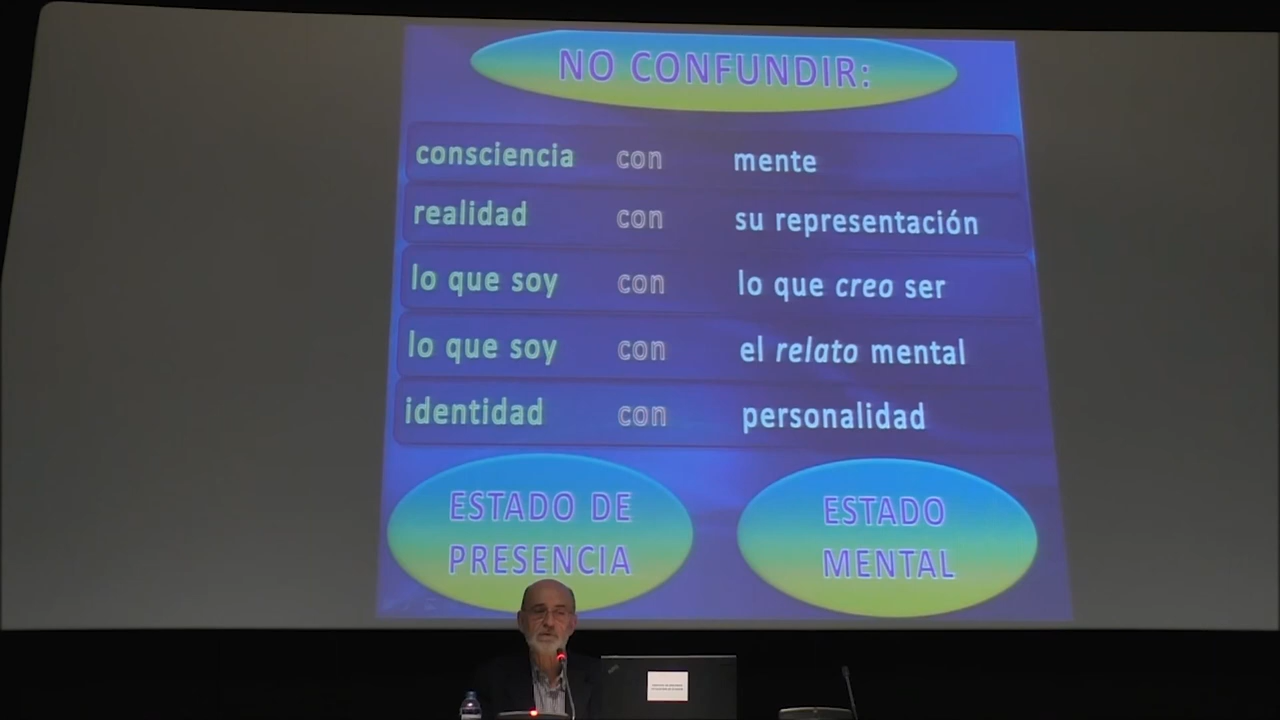 NO CONFUNDIR:
consciencia con mente
realidad con su representación
lo que soy con lo que creo ser
lo que soy con el relato mental
identidad con personalidad
ESTADO DE
PRESENCIA
ESTADO
MENTAL